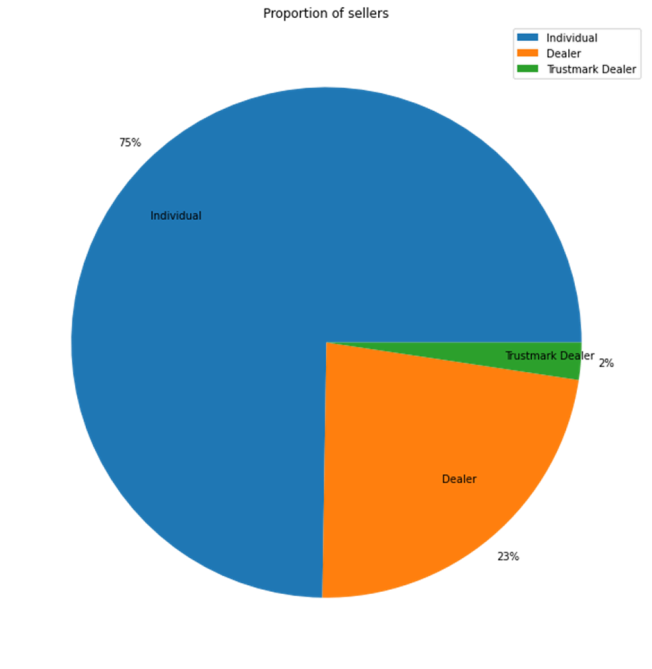 Proportion of sellers
Individual
Dealer
Trustmark Dealer
75%
Individual
Trustmark Dealer
2%
Dealer
23%